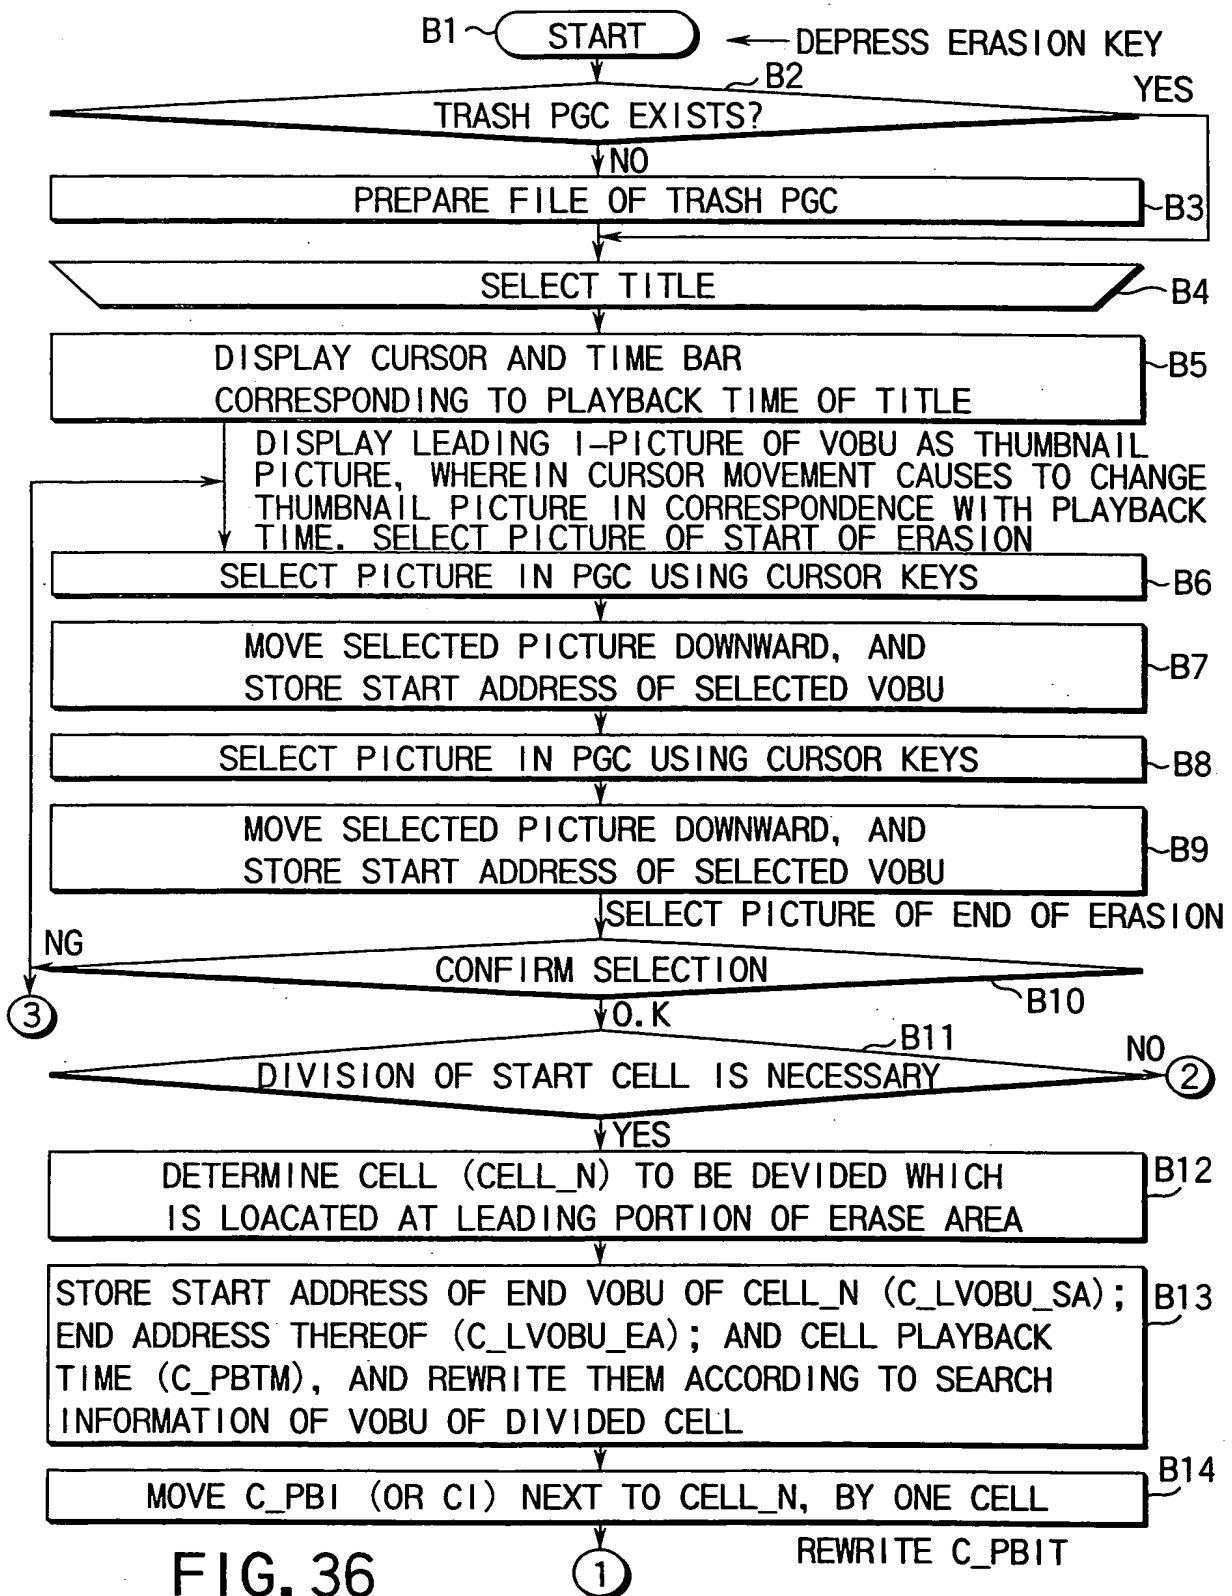 B1 START ← DEPRESS ERASION KEY
B2
YES
TRASH PGC EXISTS?
NO
PREPARE FILE OF TRASH PGC
B3
SELECT TITLE
B4
DISPLAY CURSOR AND TIME BAR
B5
CORRESPONDING TO PLAYBACK TIME OF TITLE
DISPLAY LEADING I-PICTURE OF VOBU AS THUMBNAIL
PICTURE, WHEREIN CURSOR MOVEMENT CAUSES TO CHANGE
THUMBNAIL PICTURE IN CORRESPONDENCE WITH PLAYBACK
TIME. SELECT PICTURE OF START OF ERASION
SELECT PICTURE IN PGC USING CURSOR KEYS
B6
MOVE SELECTED PICTURE DOWNWARD, AND
B7
STORE START ADDRESS OF SELECTED VOBU
SELECT PICTURE IN PGC USING CURSOR KEYS
B8
MOVE SELECTED PICTURE DOWNWARD, AND
B9
STORE START ADDRESS OF SELECTED VOBU
SELECT PICTURE OF END OF ERASION
NG
CONFIRM SELECTION
B10
3
O.K
B11
NO
DIVISION OF START CELL IS NECESSARY
2
YES
DETERMINE CELL (CELL_N) TO BE DEVIDED WHICH
B12
IS LOACATED AT LEADING PORTION OF ERASE AREA
STORE START ADDRESS OF END VOBU OF CELL_N (C_LVOBU_SA);
B13
END ADDRESS THEREOF (C_LVOBU_EA); AND CELL PLAYBACK
TIME (C_PBTM), AND REWRITE THEM ACCORDING TO SEARCH
INFORMATION OF VOBU OF DIVIDED CELL
B14
MOVE C_PBI (OR CI) NEXT TO CELL_N, BY ONE CELL
REWRITE C_PBIT
FIG. 36
1